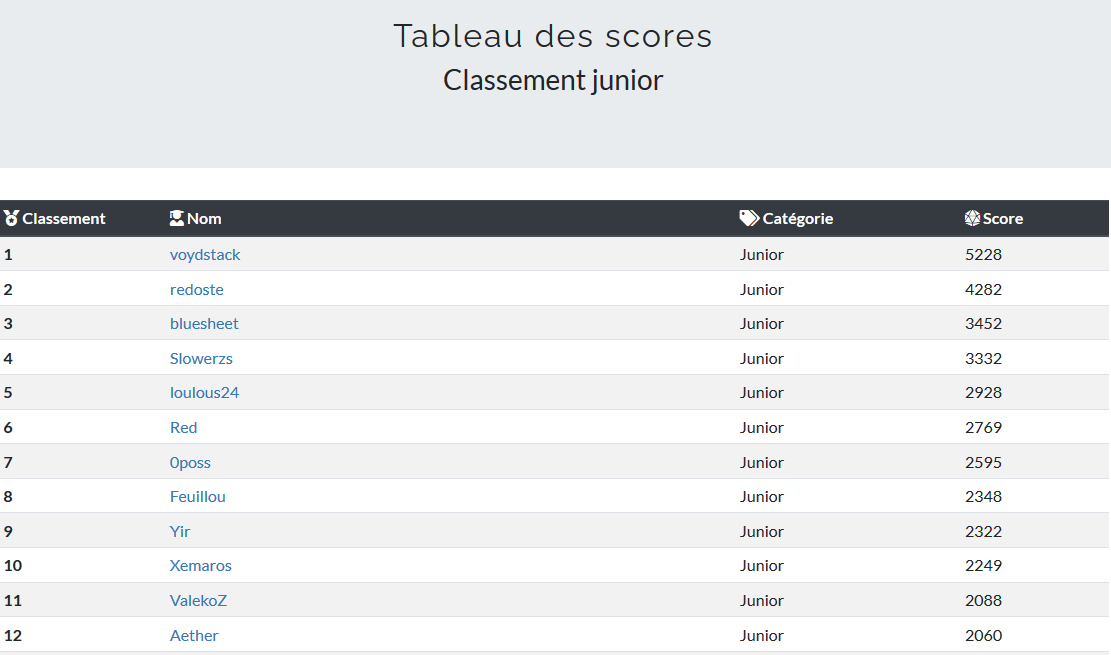 Tableau des scores
Classement junior
Classement Nom Catégorie Score
1 voydstack Junior 5228
2 redoste Junior 4282
3 bluesheet Junior 3452
4 Slowerzs Junior 3332
5 loulous24 Junior 2928
6 Red Junior 2769
7 0poss Junior 2595
8 Feuillou Junior 2348
9 Yir Junior 2322
10 Xemaros Junior 2249
11 ValekoZ Junior 2088
12 Aether Junior 2060